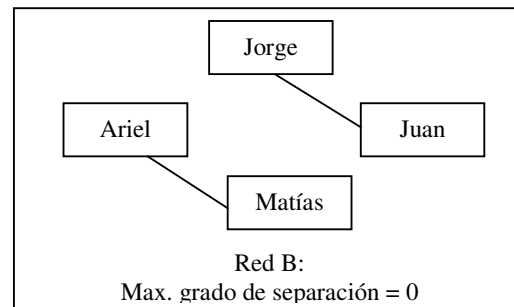 Jorge
Ariel
Juan
Matías
Red B:
Max. grado de separación = 0